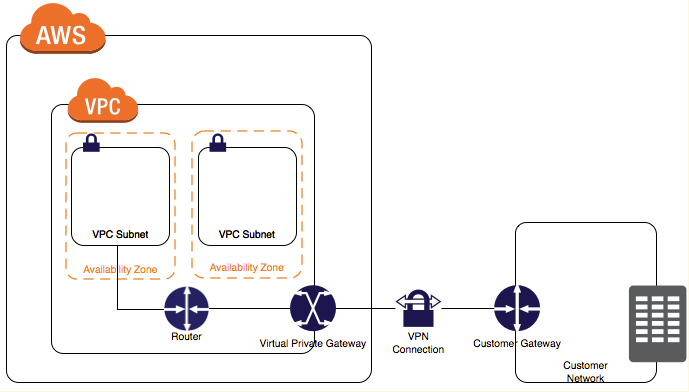 AWS
VPC
VPC Subnet
VPC Subnet
Availability Zone
Availability Zone
Router
Virtual Private Gateway
VPN
Connection
Customer Gateway
Customer
Network